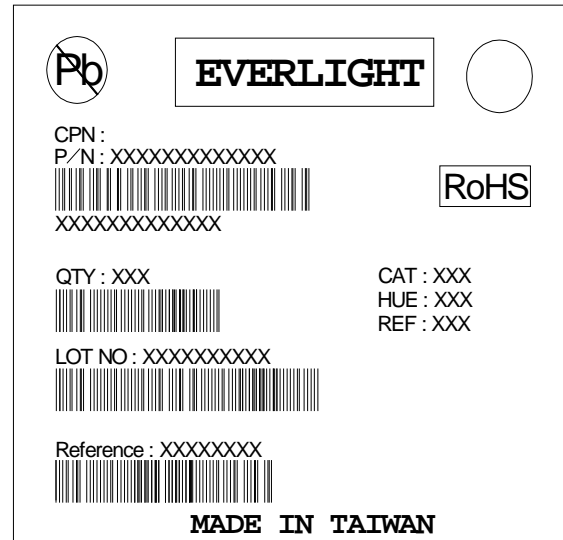 Pb
EVERLIGHT
CPN :
P/N : XXXXXXXXXXXXX
RoHS
XXXXXXXXXXXXX
QTY : XXX
CAT : XXX
HUE : XXX
REF : XXX
LOT NO : XXXXXXXXXX
Reference : XXXXXXXX
MADE IN TAIWAN